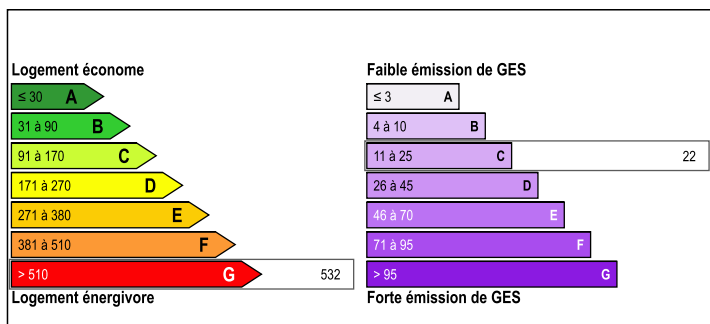 Logement économe
≤ 30 A
31 à 90 B
91 à 170 C
171 à 270 D
271 à 380 E
381 à 510 F
> 510 G 532
Logement énergivore
Faible émission de GES
≤ 3 A
4 à 10 B
11 à 25 C 22
26 à 45 D
46 à 70 E
71 à 95 F
> 95 G
Forte émission de GES